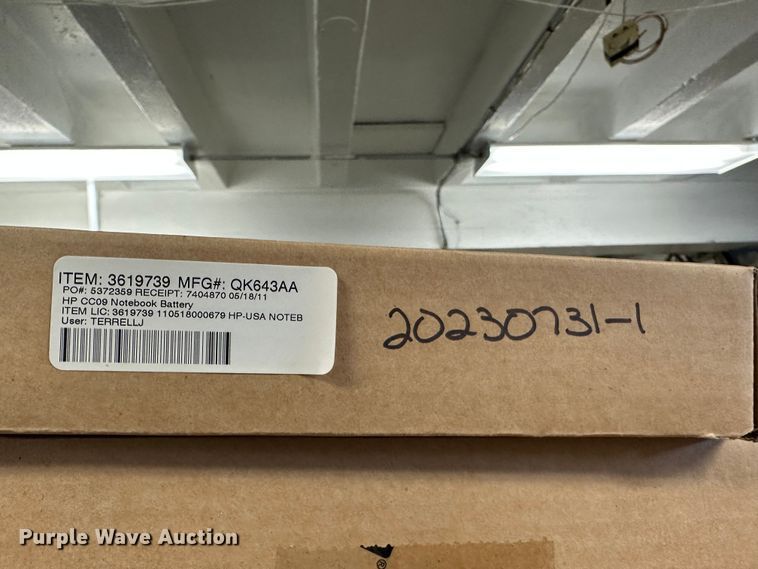 ITEM: 3619739 MFG#: QK643AA
PO#: 5372359 RECEIPT: 7404870 05/18/11
HP CC09 Notebook Battery
ITEM LIC: 3619739 110518000679 HP-USA NOTEB
User: TERRELLJ
20230731-1
Purple Wave Auction
®